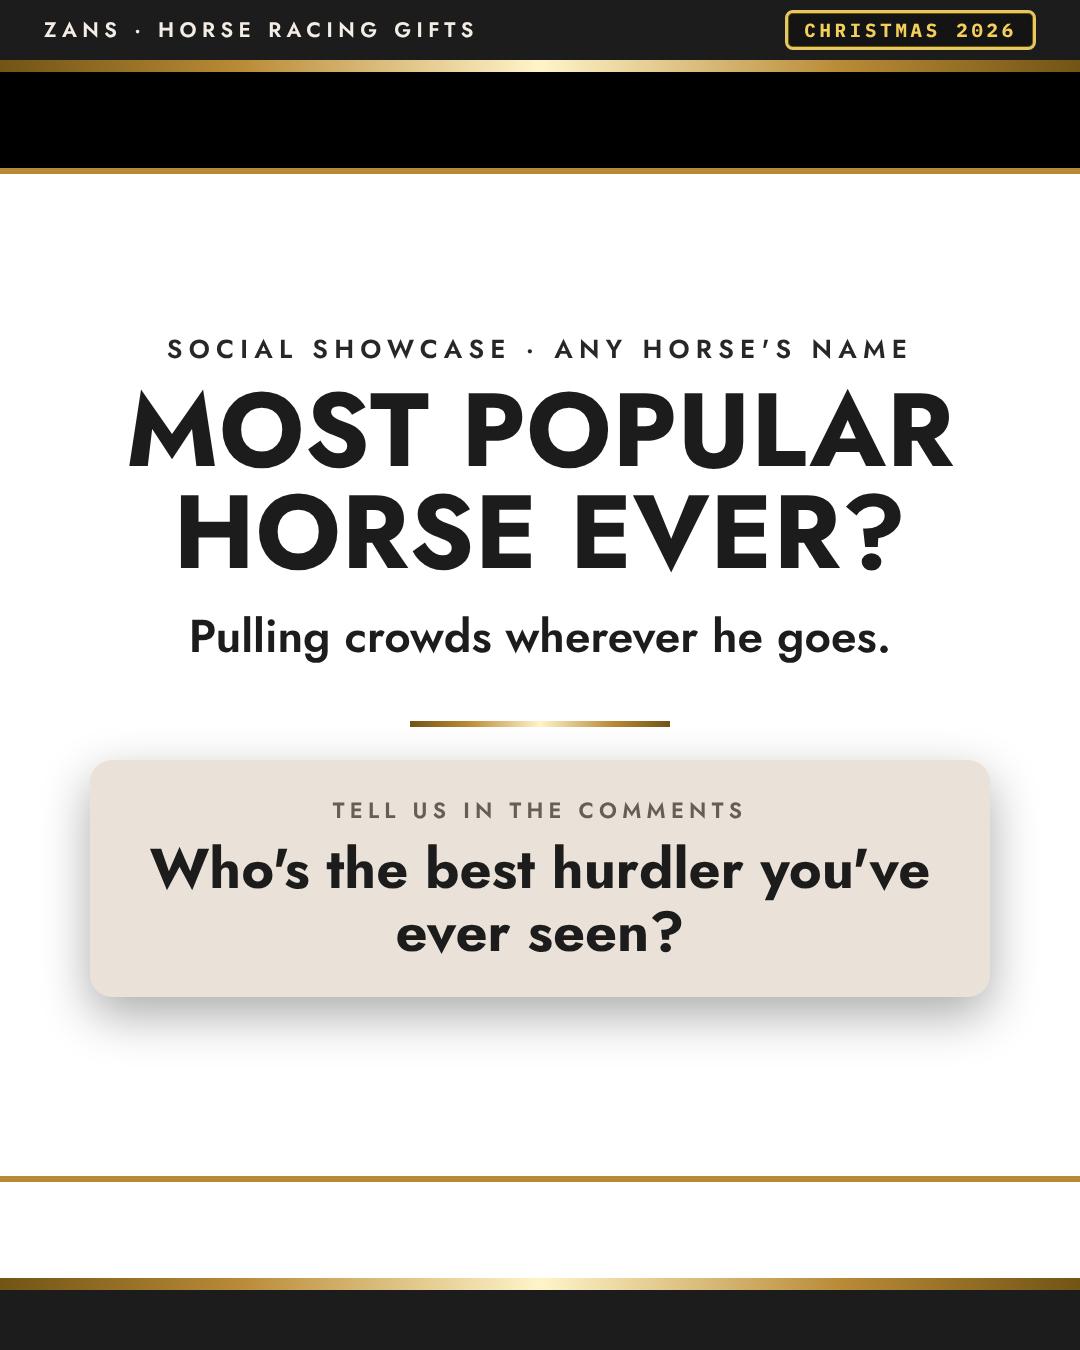 ZANS · HORSE RACING GIFTS
CHRISTMAS 2026
SOCIAL SHOWCASE · ANY HORSE'S NAME
MOST POPULAR
HORSE EVER?
Pulling crowds wherever he goes.
TELL US IN THE COMMENTS
Who's the best hurdler you've
ever seen?